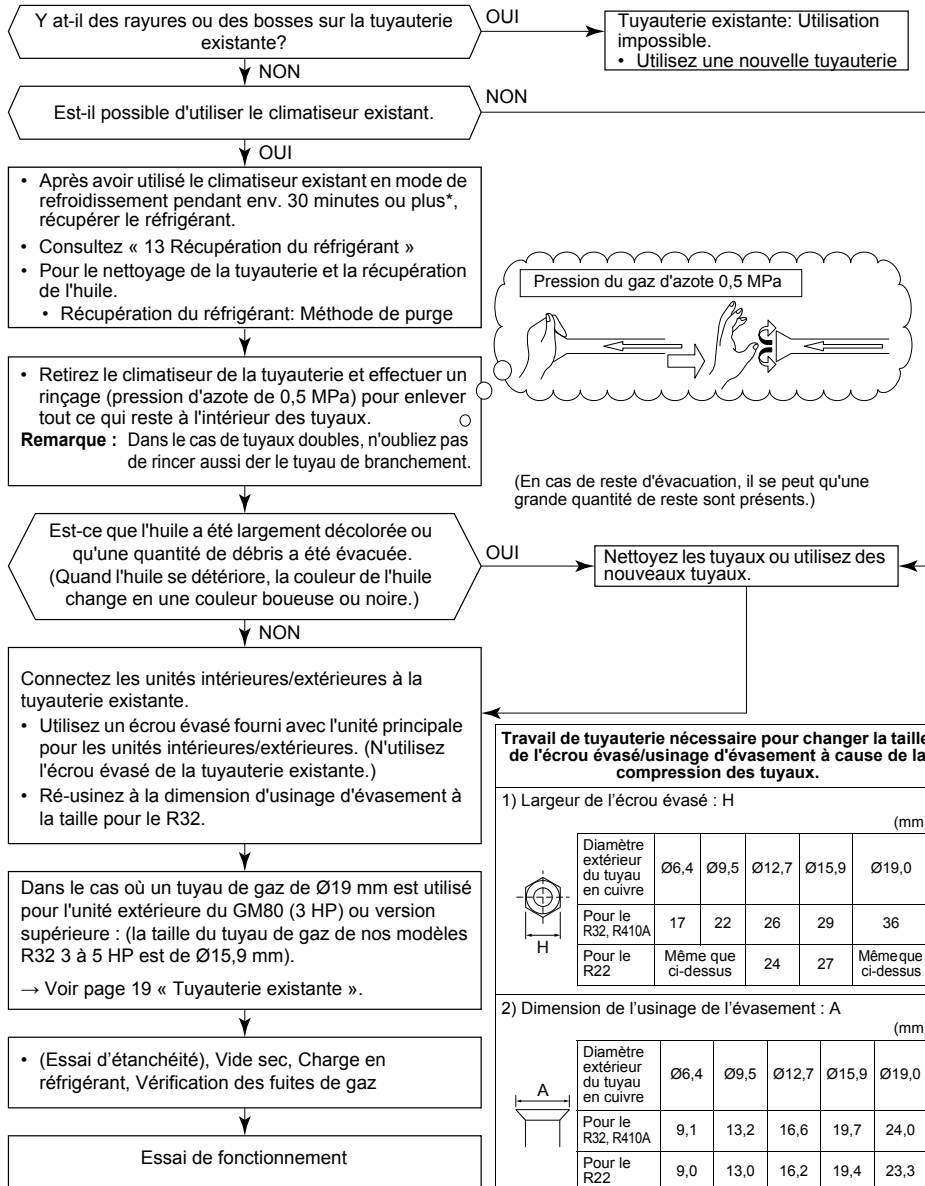 Y at-il des rayures ou des bosses sur la tuyauterie
existante?
OUI
Tuyauterie existante: Utilisation
impossible.
• Utilisez une nouvelle tuyauterie
NON
Est-il possible d'utiliser le climatiseur existant.
NON
OUI
• Après avoir utilisé le climatiseur existant en mode de
refroidissement pendant env. 30 minutes ou plus*,
récupérer le réfrigérant.
• Consultez « 13 Récupération du réfrigérant »
• Pour le nettoyage de la tuyauterie et la récupération
de l'huile.
• Récupération du réfrigérant: Méthode de purge
Pression du gaz d'azote 0,5 MPa
• Retirez le climatiseur de la tuyauterie et effectuer un
rinçage (pression d'azote de 0,5 MPa) pour enlever
tout ce qui reste à l'intérieur des tuyaux.
Remarque : Dans le cas de tuyaux doubles, n'oubliez pas
de rincer aussi der le tuyau de branchement.
(En cas de reste d'évacuation, il se peut qu'une
grande quantité de reste sont présents.)
Est-ce que l'huile a été largement décolorée ou
qu'une quantité de débris a été évacuée.
(Quand l'huile se détériore, la couleur de l'huile
change en une couleur boueuse ou noire.)
OUI
Nettoyez les tuyaux ou utilisez des
nouveaux tuyaux.
NON
Connectez les unités intérieures/extérieures à la
tuyauterie existante.
• Utilisez un écrou évasé fourni avec l'unité principale
pour les unités intérieures/extérieures. (N'utilisez
l'écrou évasé de la tuyauterie existante.)
• Ré-usinez à la dimension d'usinage d'évasement à
la taille pour le R32.
Dans le cas où un tuyau de gaz de Ø19 mm est utilisé
pour l'unité extérieure du GM80 (3 HP) ou version
supérieure : (la taille du tuyau de gaz de nos modèles
R32 3 à 5 HP est de Ø15,9 mm).
→ Voir page 19 « Tuyauterie existante ».
• (Essai d'étanchéité), Vide sec, Charge en
réfrigérant, Vérification des fuites de gaz
Essai de fonctionnement
Travail de tuyauterie nécessaire pour changer la taille
de l'écrou évasé/usinage d'évasement à cause de la
compression des tuyaux.
1) Largeur de l'écrou évasé : H
(mm
H
Diamètre
extérieur
du tuyau
en cuivre
Ø6,4 Ø9,5 Ø12,7 Ø15,9 Ø19,0
Pour le
R32, R410A
17 22 26 29 36
Pour le
R22
Même que
ci-dessus
24 27
Même que
ci-dessus
2) Dimension de l'usinage de l'évasement : A
(mm
A
Diamètre
extérieur
du tuyau
en cuivre
Ø6,4 Ø9,5 Ø12,7 Ø15,9 Ø19,0
Pour le
R32, R410A
9,1 13,2 16,6 19,7 24,0
Pour le
R22
9,0 13,0 16,2 19,4 23,3